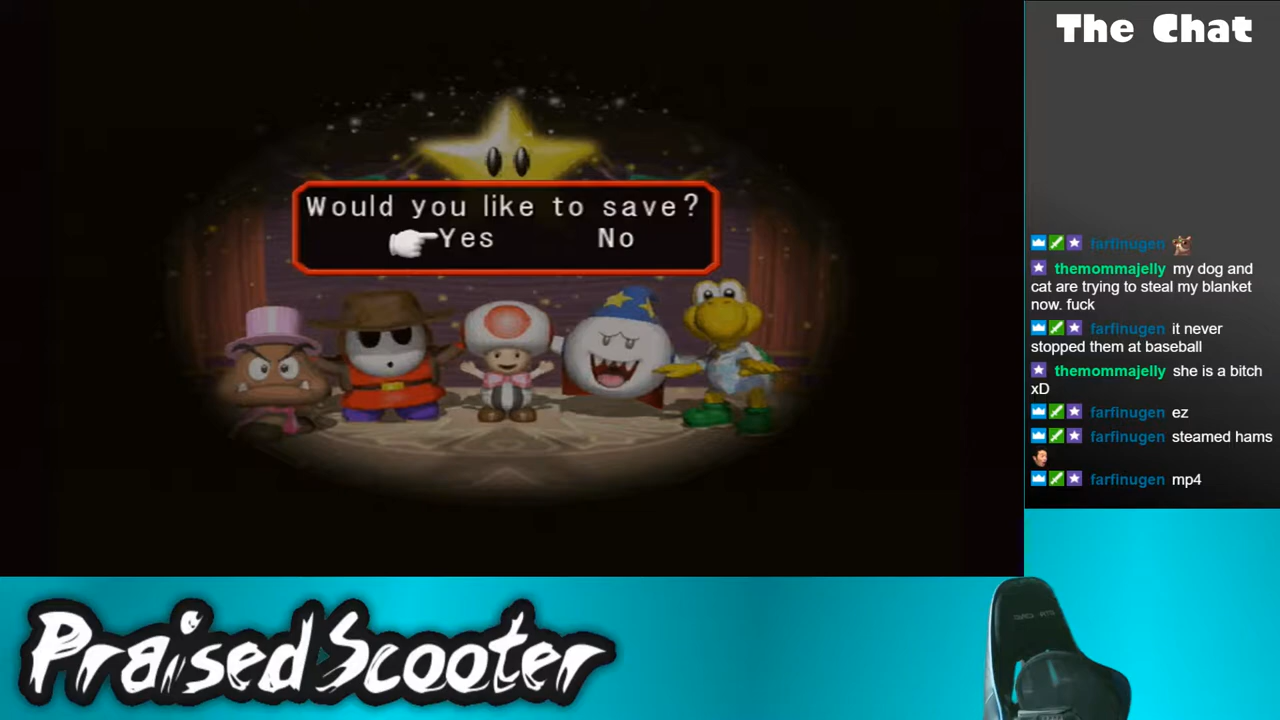 The Chat
Would you like to save?
Yes No
farfinugen
themommajelly my dog and
cat are trying to steal my blanket
now. fuck
farfinugen it never
stopped them at baseball
themommajelly she is a bitch
xD
farfinugen ez
farfinugen steamed hams
farfinugen mp4
PraisedScooter